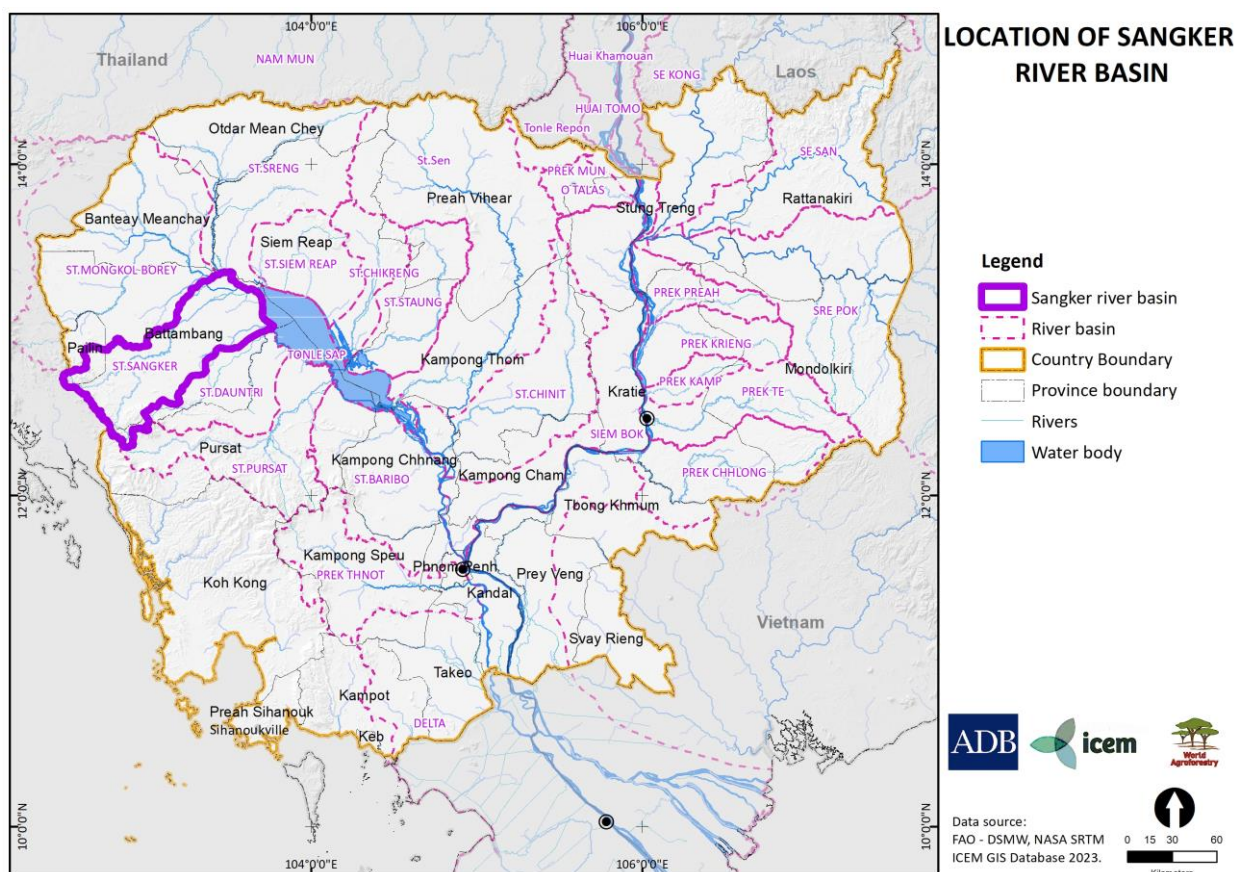 LOCATION OF SANGKER
RIVER BASIN
104°0'0"E
106°0'0"E
Thailand
NAM MUN
Huai Khamouan
SE KONG
Laos
HUAI TOMO
Tonle Repon
Otdar Mean Chey
14°0'0"N
ST.SRENG
St.Sen
PREK MUN
O TALAS
SE SAN
14°0'0"N
Preah Vihear
Rattanakiri
Stung Treng
Banteay Meanchay
Siem Reap
ST.MONGKOL BOREY
ST.SIEM REAP
ST.CHIKRENG
ST.STAUNG
PREK PREAH
SRE POK
Battambang
Pailin
TONLE SAP
Kampong Thom
PREK KRIENG
ST.SANGKER
Mondolkiri
ST.DAUNTRI
ST.CHINIT
Kratie
PREK KAMP
PREK TE
SIEM BOK
Pursat
Kampong Chhnang
ST.PURSAT
ST.BARIBO
Kampong Cham
PREK CHHLONG
12°0'0"N
Tbong Khmum
12°0'0"N
Kampong Speu
PREK THNOT
Phnom Penh
Prey Veng
Koh Kong
Kandal
Vietnam
Svay Rieng
Takeo
Kampot
Preah Sihanouk
Sihanoukville
DELTA
Keb
10°0'0"N
10°0'0"N
104°0'0"E
106°0'0"E
Legend
Sangker river basin
River basin
Country Boundary
Province boundary
Rivers
Water body
ADB
icem
World
Agroforestry
Data source:
FAO - DSMW, NASA SRTM
ICEM GIS Database 2023.
0 15 30 60
Kilometers